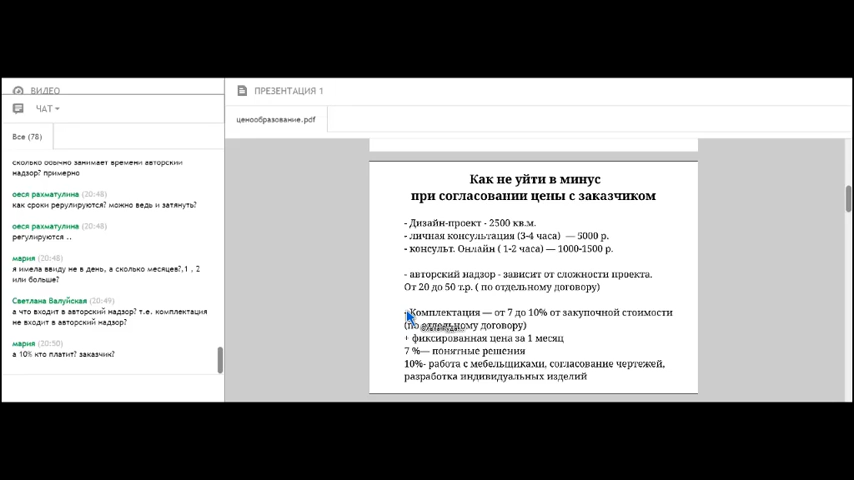 ВИДЕО
ЧАТ
Все (78)
сколько обычно занимает времени авторский
надзор? примерно
олеся рахматулина (20:48)
как сроки рерулируются? можно ведь и затянуть?
олеся рахматулина (20:48)
регулируются ..
мария (20:48)
я имела ввиду не в день, а сколько месяцев?,1 , 2
или больше?
Светлана Валуйская (20:49)
а что входит в авторский надзор? т.е. комплектация
не входит в авторский надзор?
мария (20:50)
а 10% кто платит? заказчик?
ПРЕЗЕНТАЦИЯ 1
ценообразование.pdf
Как не уйти в минус
при согласовании цены с заказчиком
- Дизайн-проект - 2500 кв.м.
- личная консультация (3-4 часа) — 5000 р.
- консульт. Онлайн ( 1-2 часа) — 1000-1500 р.
- авторский надзор - зависит от сложности проекта.
От 20 до 50 т.р. ( по отдельному договору)
- Комплектация — от 7 до 10% от закупочной стоимости
(по отдельному договору)
+ фиксированная цена за 1 месяц
7 %— понятные решения
10%- работа с мебельщиками, согласование чертежей,
разработка индивидуальных изделий